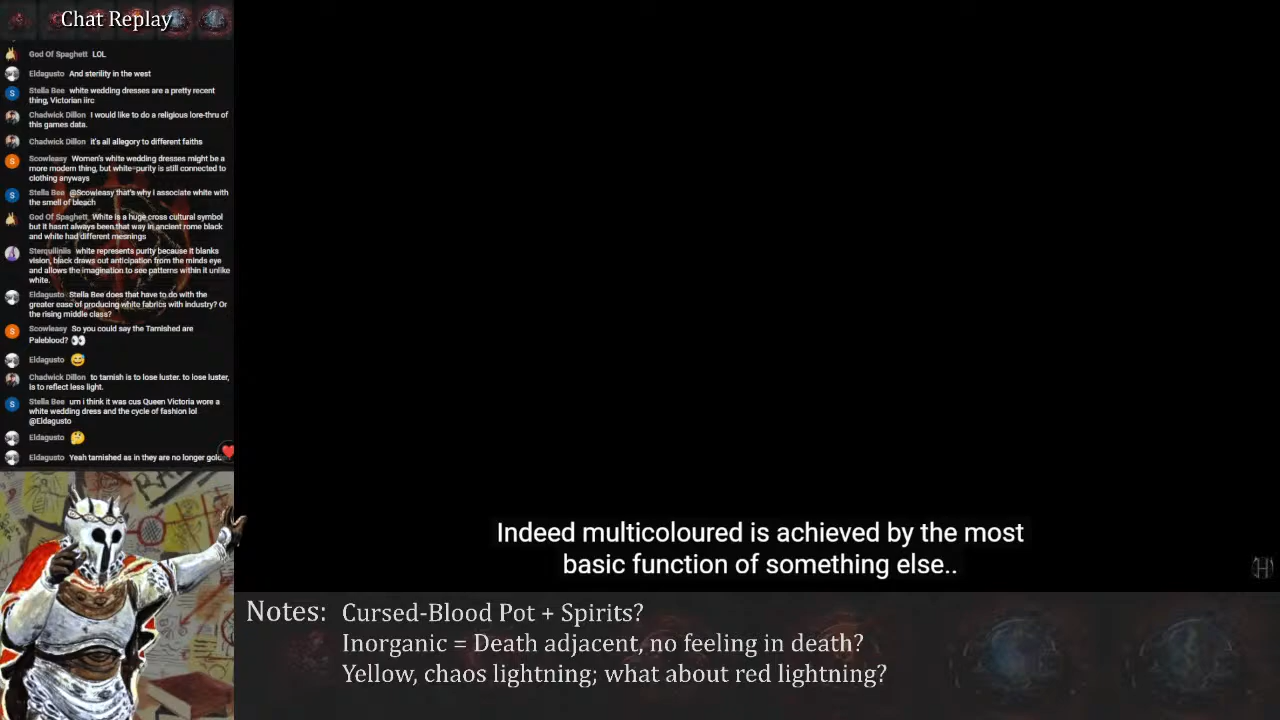 Chat Replay
God Of Spaghett LOL
Eldagusto And sterility in the west
Stella Bee white wedding dresses are a pretty recent
thing, Victorian iirc
Chadwick Dillon I would like to do a religious lore-thru of
this games data.
Chadwick Dillon it's all allegory to different faiths
Scowleasy Women's white wedding dresses might be a
more modern thing, but white-purity is still connected to
clothing anyways
Stella Bee @Scowleasy that's why I associate white with
the smell of bleach
God Of Spaghett White is a huge cross cultural symbol
but it hasnt always been that way in ancient rome black
and white had different mesnings
Sterquiliniis white represents purity because it blanks
vision, black draws out anticipation from the minds eye
and allows the imagination to see patterns within it unlike
white.
Eldagusto Stella Bee does that have to do with the
greater ease of producing white fabrics with industry? Or
the rising middle class?
Scowleasy So you could say the Tarnished are
Paleblood? 👀
Eldagusto 😅
Chadwick Dillon to tarnish is to lose luster. to lose luster,
is to reflect less light.
Stella Bee um i think it was cus Queen Victoria wore a
white wedding dress and the cycle of fashion lol
@Eldagusto
Eldagusto 🤔
Eldagusto Yeah tarnished as in they are no longer gold
Indeed multicoloured is achieved by the most
basic function of something else..
Notes: Cursed-Blood Pot + Spirits?
Inorganic = Death adjacent, no feeling in death?
Yellow, chaos lightning; what about red lightning?